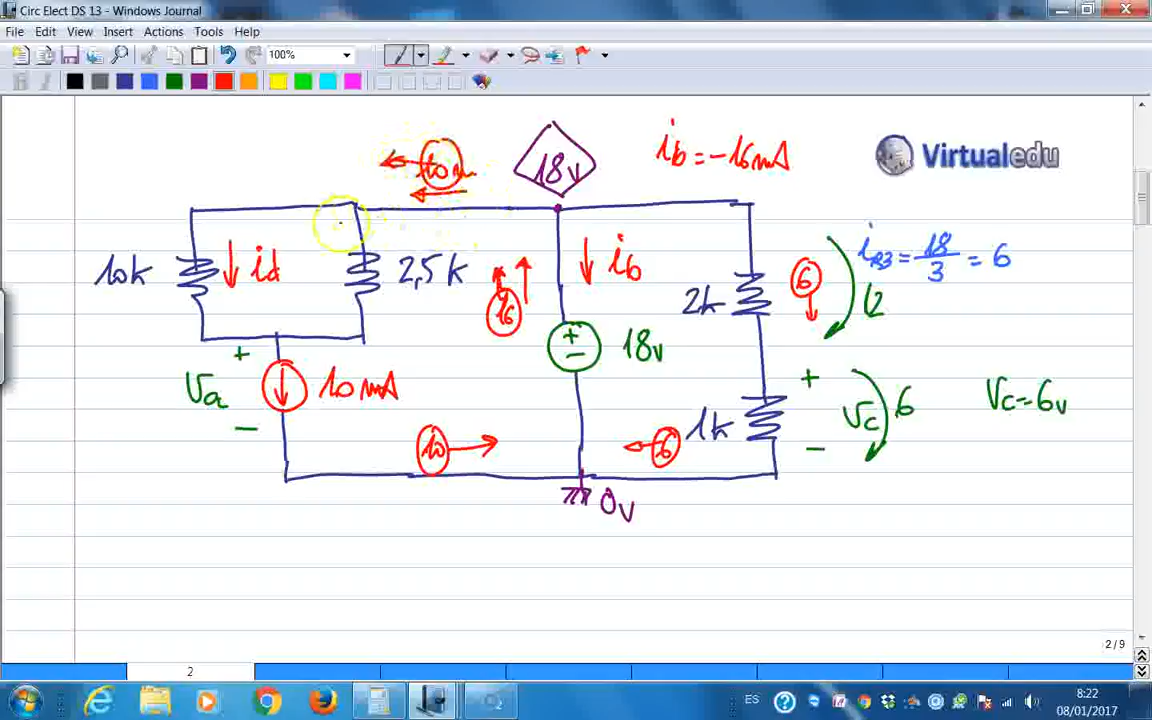 Circ Elect DS 13 - Windows Journal
File Edit View Insert Actions Tools Help
100%
10m
18v
ib = -16mA
Virtualedu
10k
id
2,5k
16
ib
2k
6
12
iR3 = 18/3 = 6
+
-
18v
+
Va
-
10mA
10
6
1k
+
Vc
-
6
Vc = 6v
0v
2 / 9
2
ES
8:22
08/01/2017